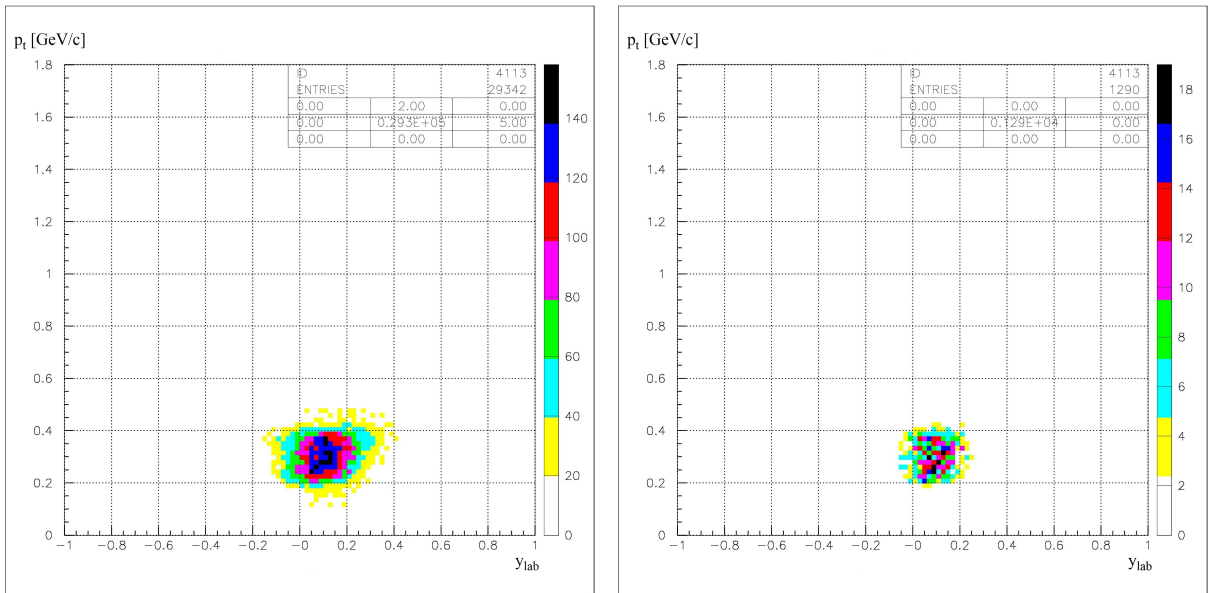 p_t [GeV/c]
ID 4113
ENTRIES 29342
0.00 2.00 0.00
0.00 0.293E+05 5.00
0.00 0.00 0.00
1.8
1.6
1.4
1.2
1
0.8
0.6
0.4
0.2
0
−1 −0.8 −0.6 −0.4 −0.2 −0 0.2 0.4 0.6 0.8 1
y_lab
140
120
100
80
60
40
20
0
p_t [GeV/c]
ID 4113
ENTRIES 1290
0.00 0.00 0.00
0.00 0.129E+04 0.00
0.00 0.00 0.00
1.8
1.6
1.4
1.2
1
0.8
0.6
0.4
0.2
0
−1 −0.8 −0.6 −0.4 −0.2 −0 0.2 0.4 0.6 0.8 1
y_lab
18
16
14
12
10
8
6
4
2
0